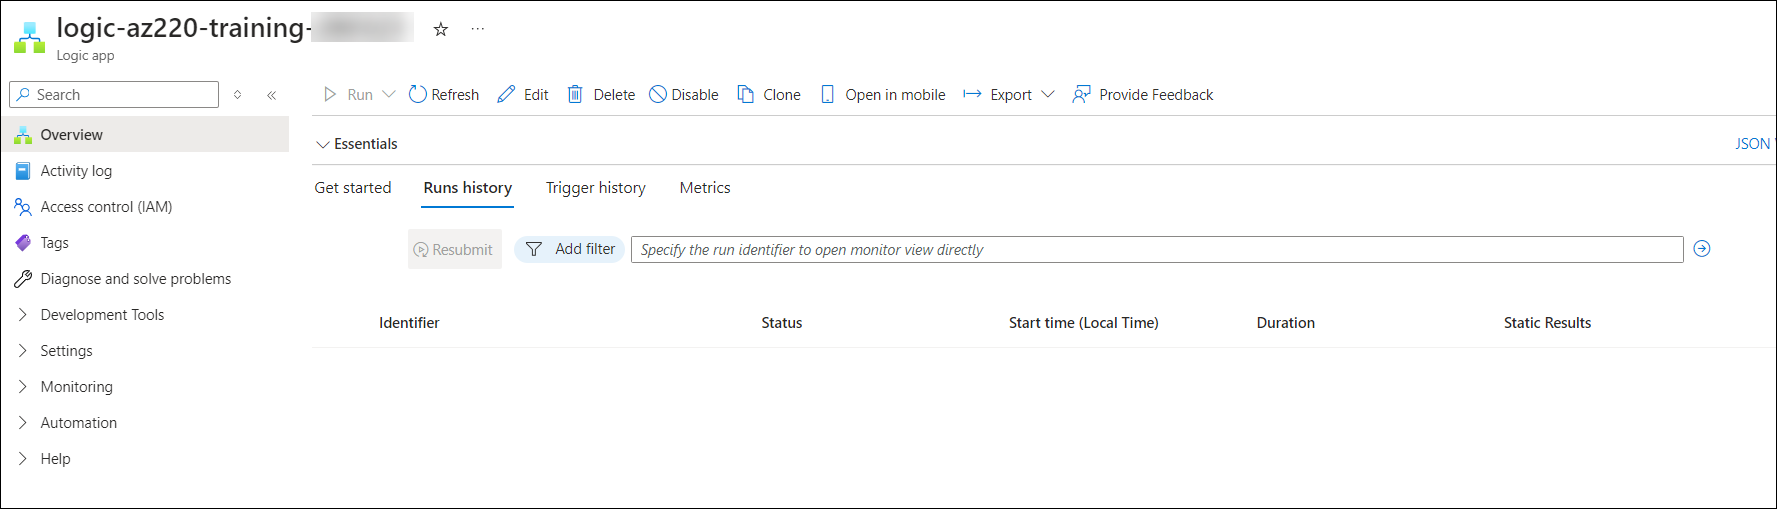 logic-az220-training-
Logic app
Search
Run Refresh Edit Delete Disable Clone Open in mobile Export Provide Feedback
Overview
Essentials
JSON
Activity log
Get started Runs history Trigger history Metrics
Access control (IAM)
Tags
Resubmit Add filter Specify the run identifier to open monitor view directly
Diagnose and solve problems
Development Tools
Identifier Status Start time (Local Time) Duration Static Results
Settings
Monitoring
Automation
Help